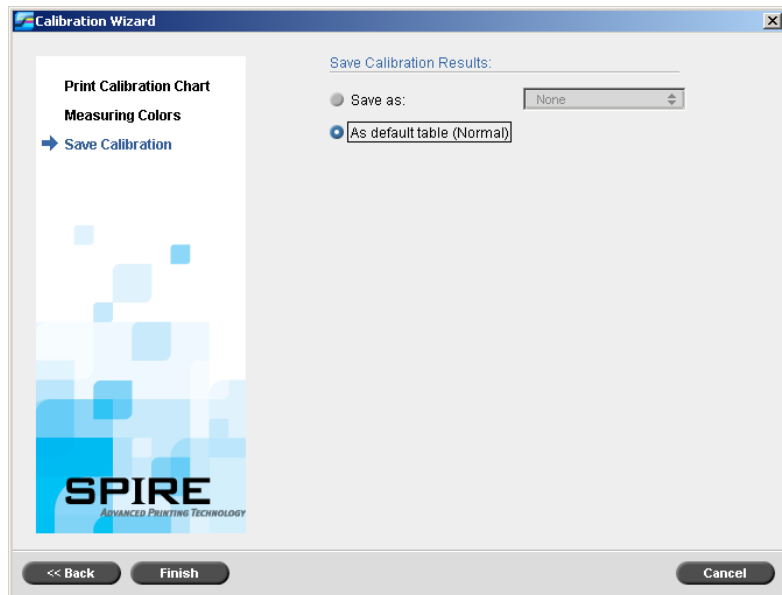 Calibration Wizard
Print Calibration Chart
Measuring Colors
Save Calibration
SPIRE
ADVANCED PRINTING TECHNOLOGY
Save Calibration Results:
Save as: None
As default table (Normal)
<< Back Finish Cancel